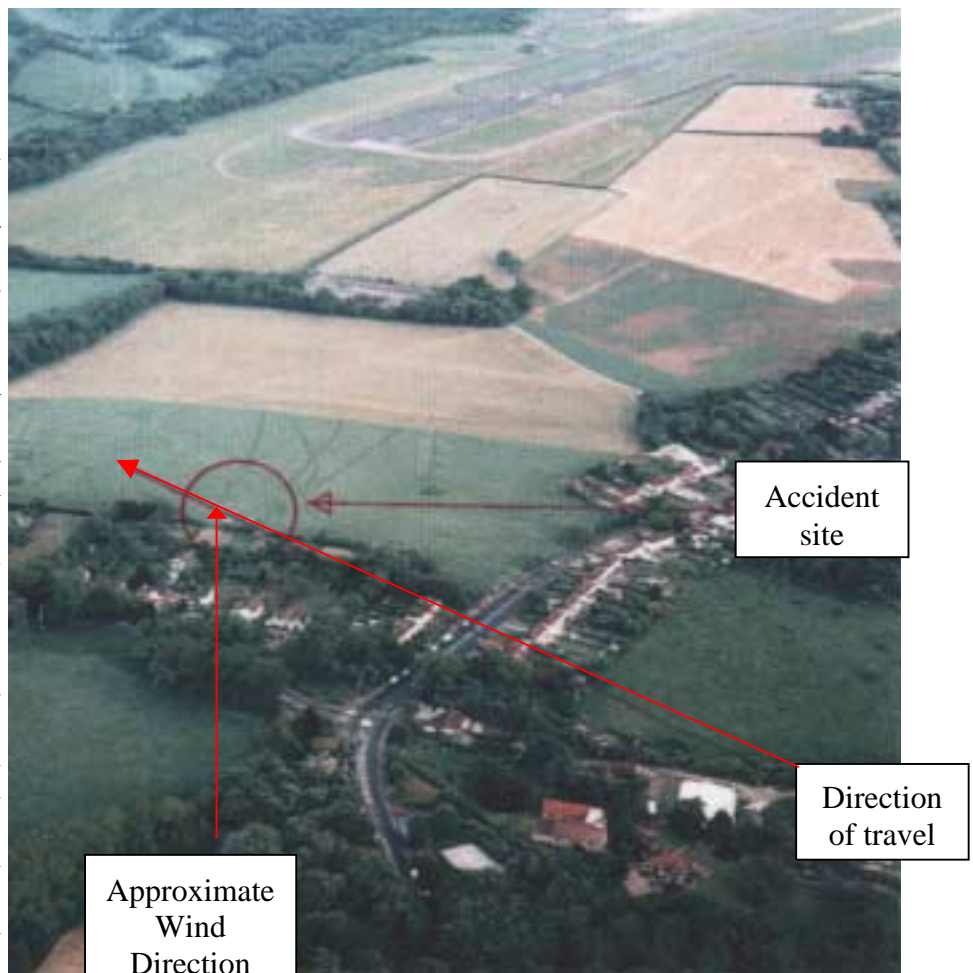 Accident
site
Direction
of travel
Approximate
Wind
Direction